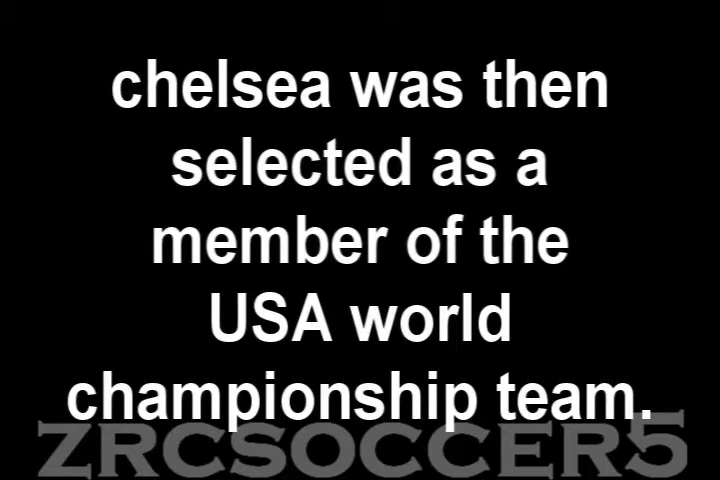 chelsea was then
selected as a
member of the
USA world
championship team.
ZRCSOCCER5